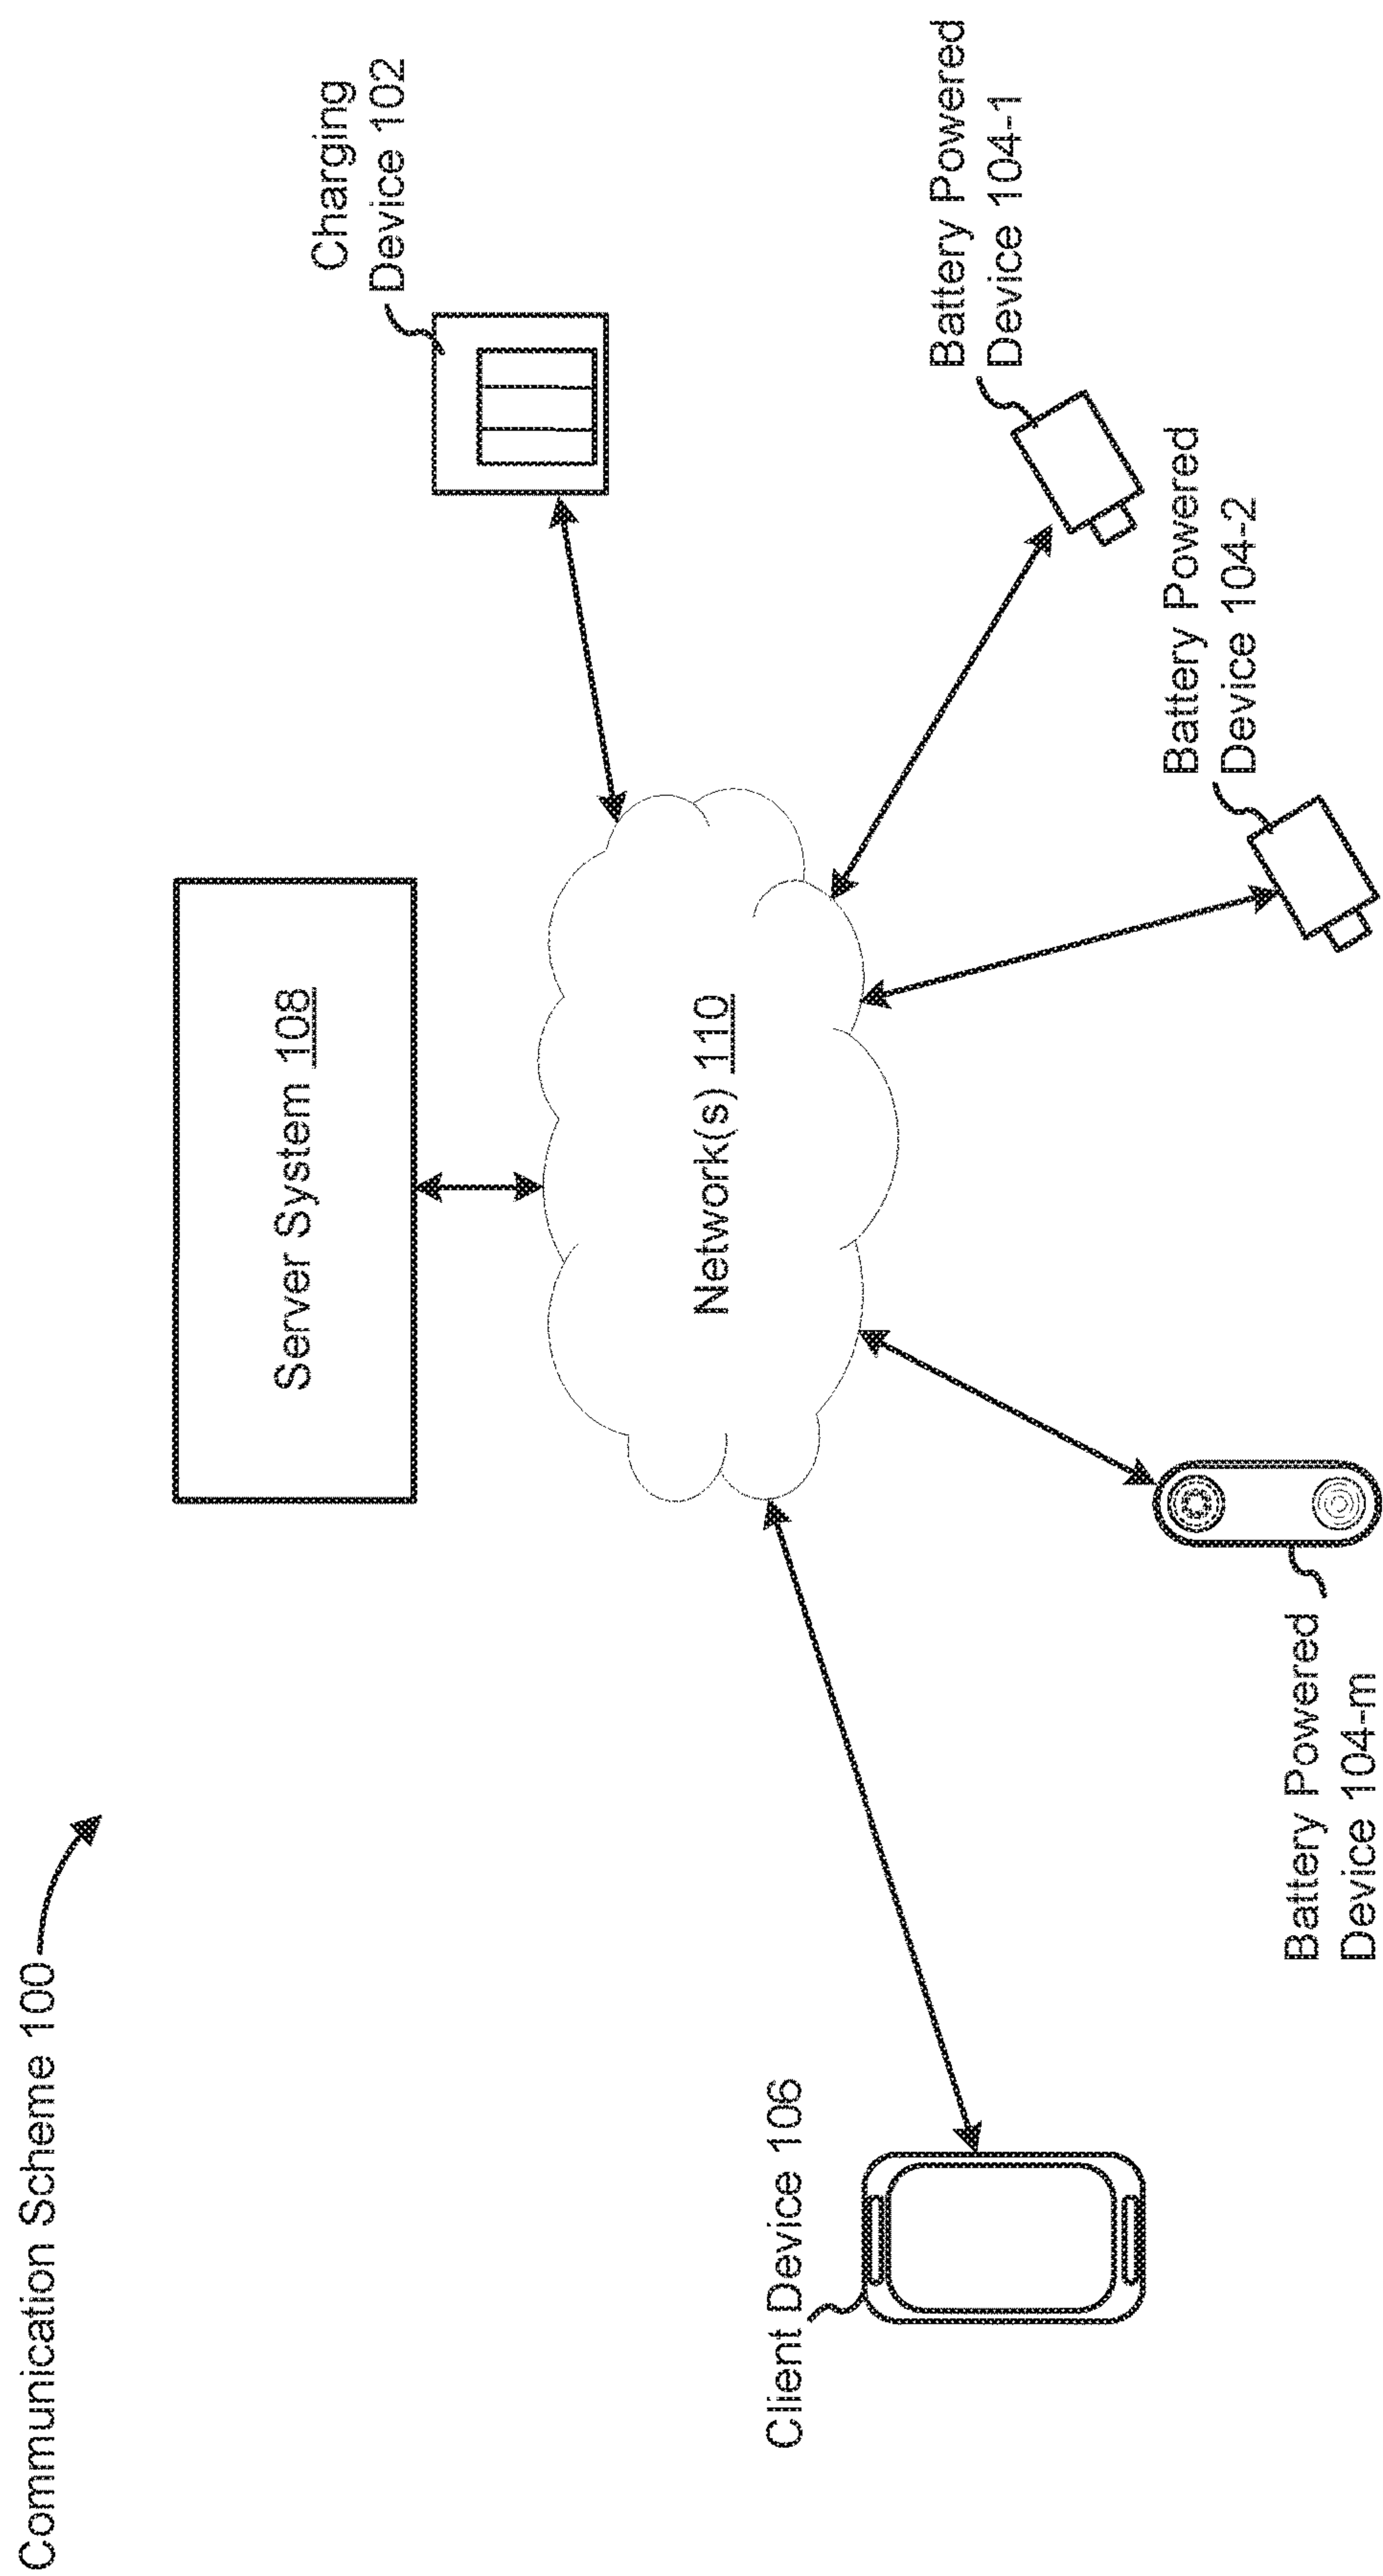 Communication Scheme 100
Server System 108
Charging
Device 102
Network(s) 110
Client Device 106
Battery Powered
Device 104-m
Battery Powered
Device 104-2
Battery Powered
Device 104-1